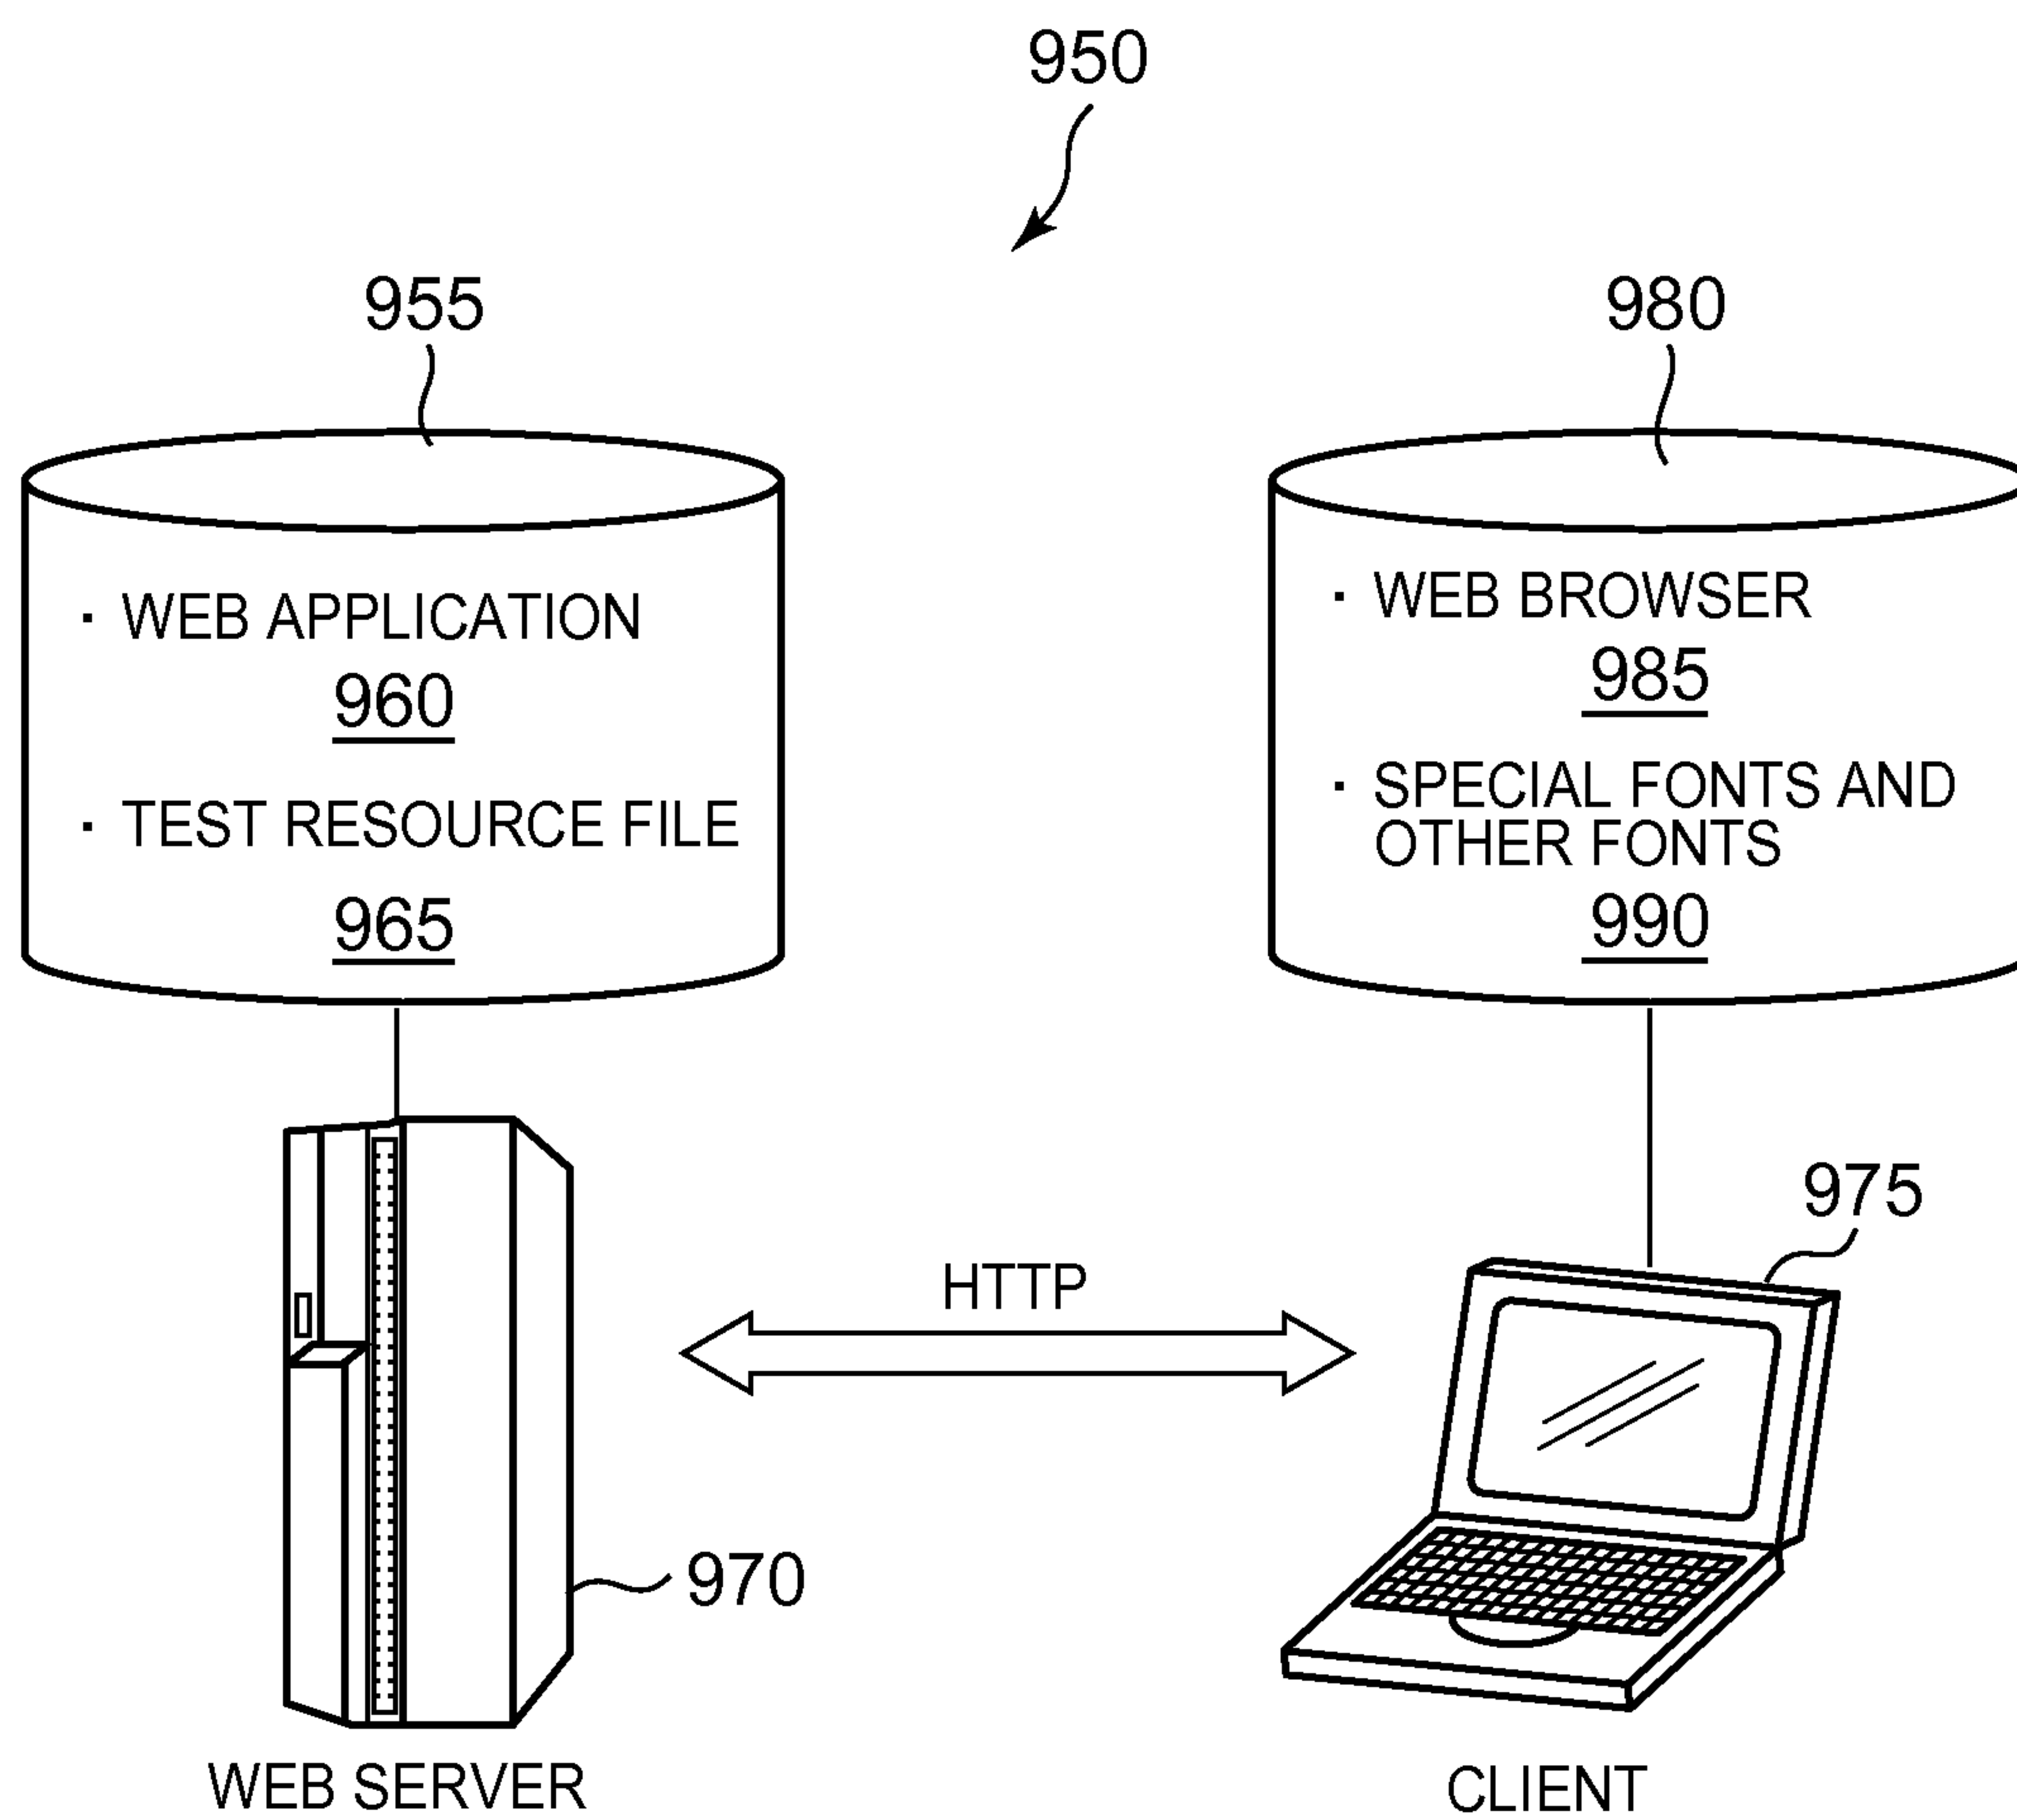 950
955
980
· WEB APPLICATION
960
· TEST RESOURCE FILE
965
· WEB BROWSER
985
· SPECIAL FONTS AND
OTHER FONTS
990
975
HTTP
970
WEB SERVER
CLIENT